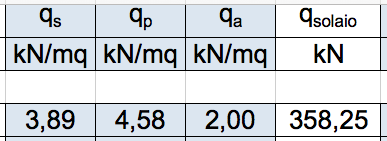 qs qp qa qsolaio
kN/mq kN/mq kN/mq kN
3,89 4,58 2,00 358,25